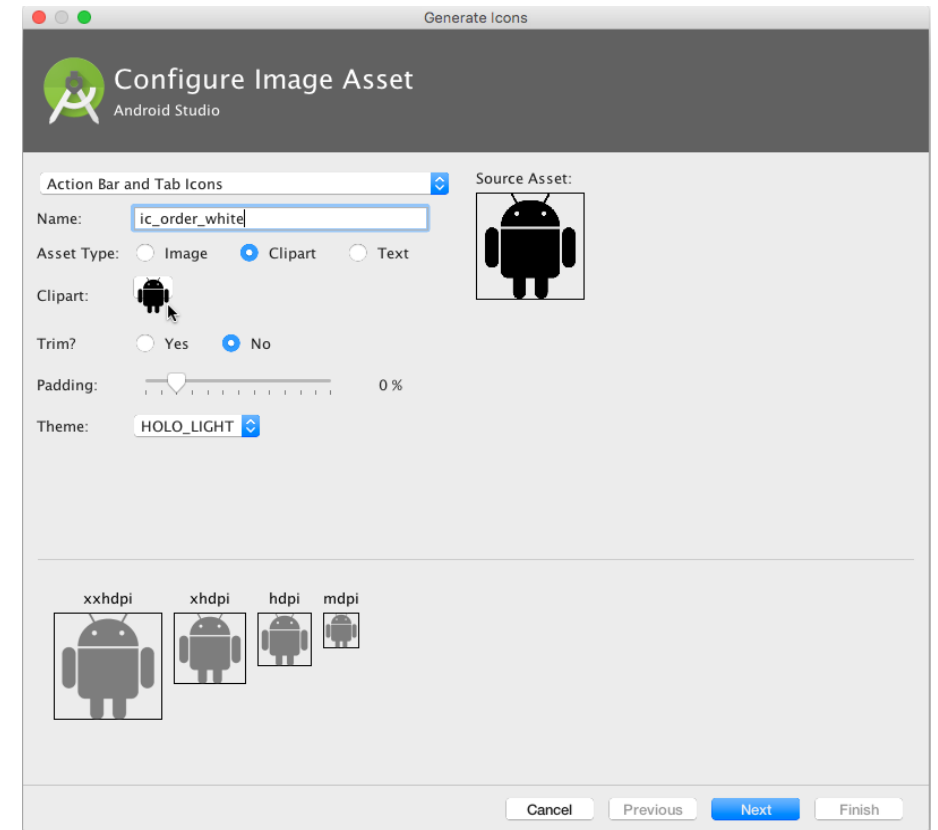 Generate Icons
Configure Image Asset
Android Studio
Action Bar and Tab Icons
Source Asset:
Name: ic_order_white
Asset Type: Image Clipart Text
Clipart:
Trim? Yes No
Padding: 0 %
Theme: HOLO_LIGHT
xxhdpi xhdpi hdpi mdpi
Cancel Previous Next Finish